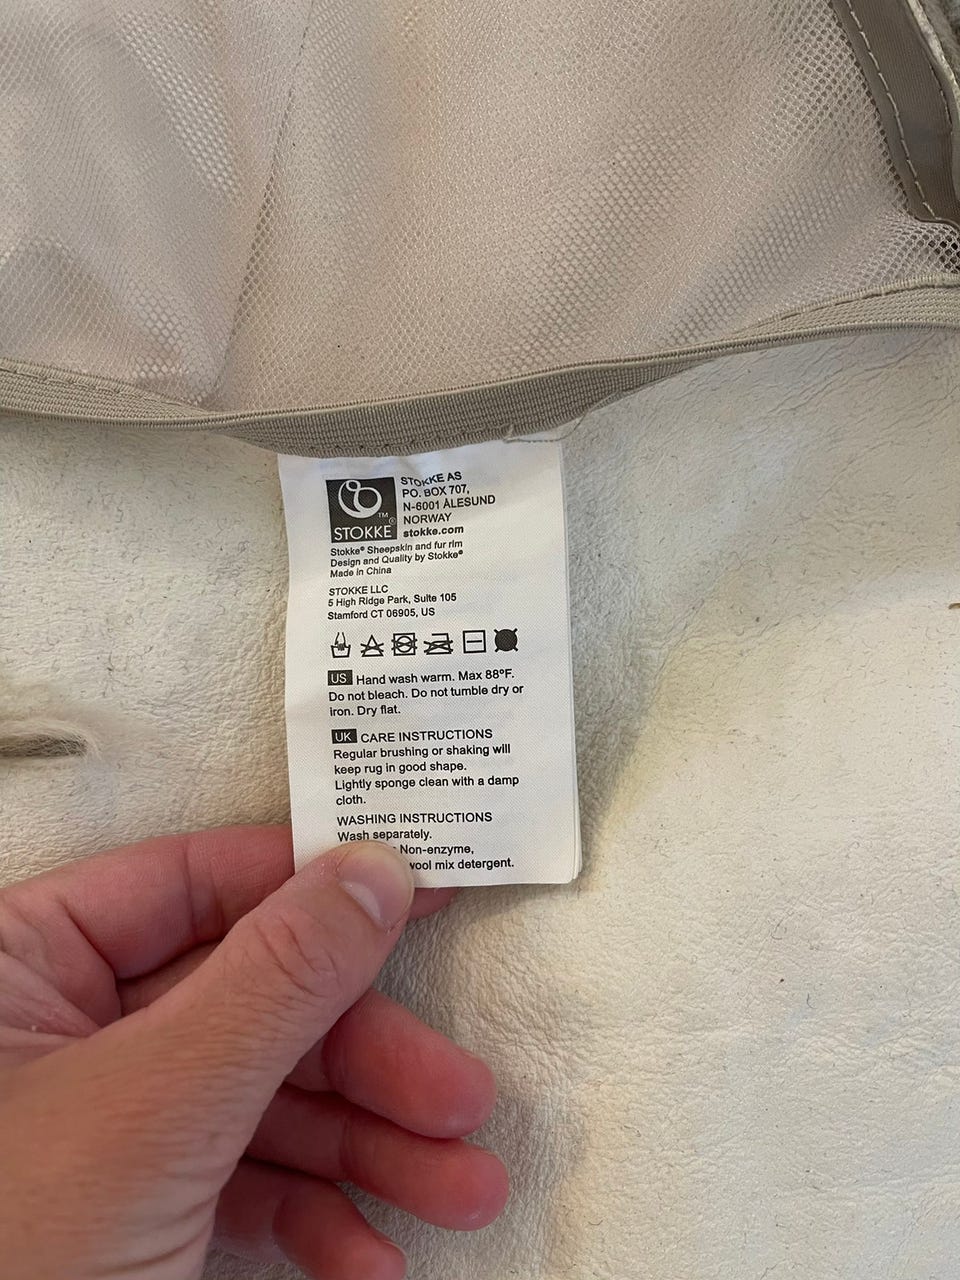 STOKKE AS
PO. BOX 707,
N-6001 ÅLESUND
NORWAY
stokke.com
TM
STOKKE®
Stokke® Sheepskin and fur rim
Design and Quality by Stokke®
Made in China
STOKKE LLC
5 High Ridge Park, Suite 105
Stamford CT 06905, US
US Hand wash warm. Max 88ºF.
Do not bleach. Do not tumble dry or
iron. Dry flat.
UK CARE INSTRUCTIONS
Regular brushing or shaking will
keep rug in good shape.
Lightly sponge clean with a damp
cloth.
WASHING INSTRUCTIONS
Wash separately.
Non-enzyme,
wool mix detergent.